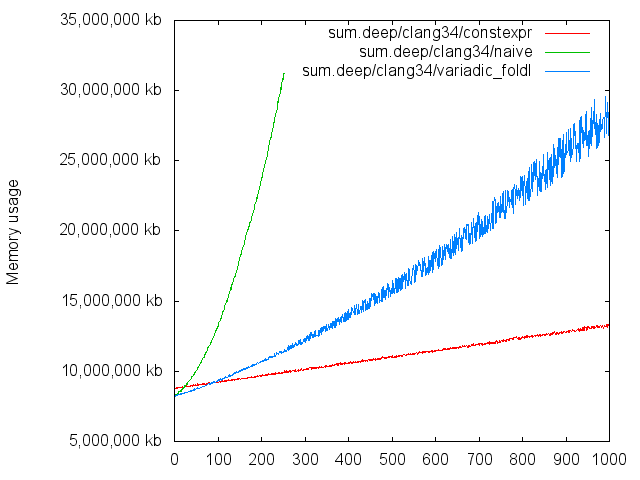 35,000,000 kb
30,000,000 kb
25,000,000 kb
20,000,000 kb
15,000,000 kb
10,000,000 kb
5,000,000 kb
Memory usage
sum.deep/clang34/constexpr
sum.deep/clang34/naive
sum.deep/clang34/variadic_foldl
0 100 200 300 400 500 600 700 800 900 1000